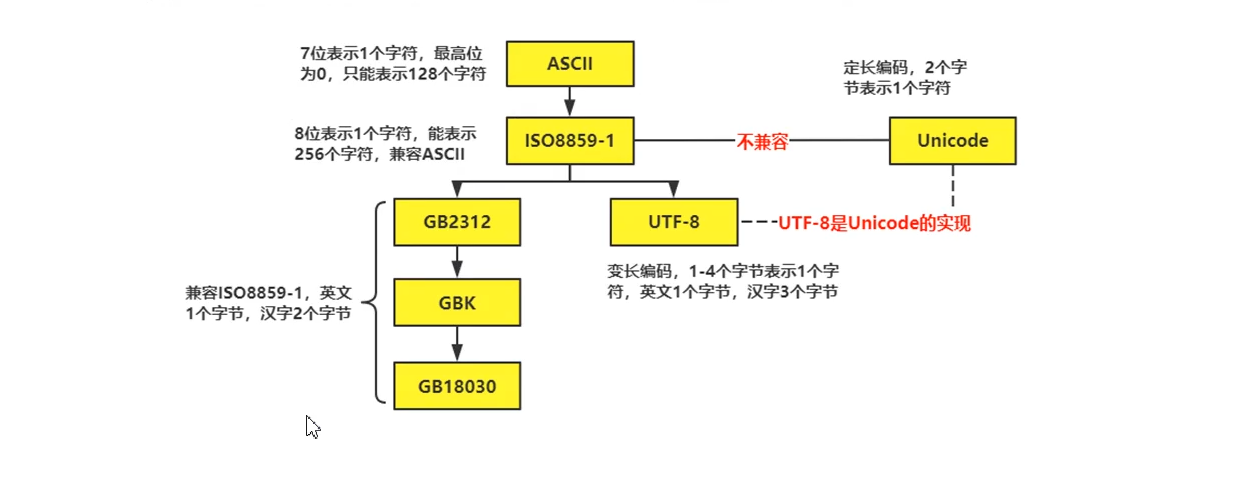 7位表示1个字符，最高位
为0，只能表示128个字符
ASCII
定长编码，2个字
节表示1个字符
8位表示1个字符，能表示
256个字符，兼容ASCII
ISO8859-1
不兼容
Unicode
GB2312
UTF-8
UTF-8是Unicode的实现
变长编码，1-4个字节表示1个字
符，英文1个字节，汉字3个字节
兼容ISO8859-1，英文
1个字节，汉字2个字节
GBK
GB18030